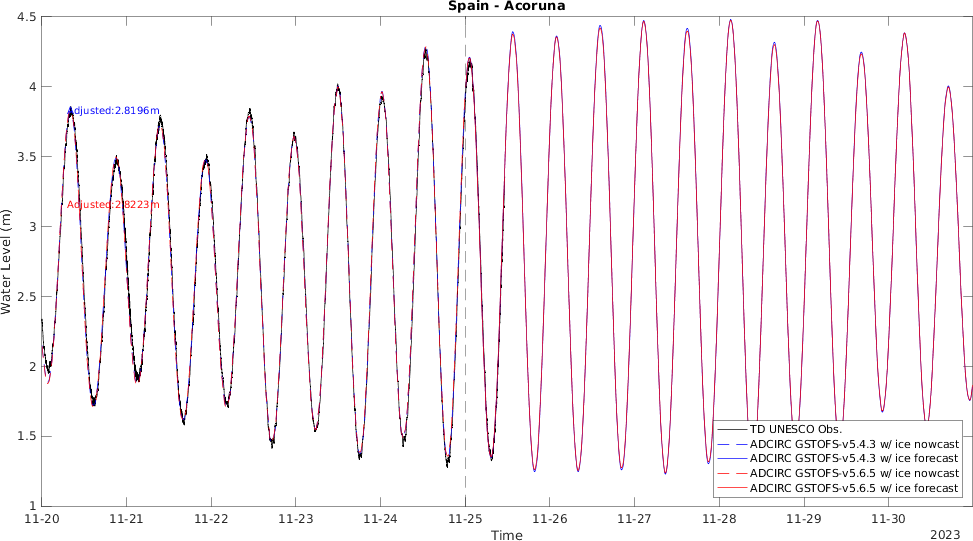 Spain - Acoruna
4.5
4
3.5
3
2.5
2
1.5
1
Water Level (m)
Adjusted:2.8196m
Adjusted:2.8223m
TD UNESCO Obs.
ADCIRC GSTOFS-v5.4.3 w/ ice nowcast
ADCIRC GSTOFS-v5.4.3 w/ ice forecast
ADCIRC GSTOFS-v5.6.5 w/ ice nowcast
ADCIRC GSTOFS-v5.6.5 w/ ice forecast
11-20 11-21 11-22 11-23 11-24 11-25 11-26 11-27 11-28 11-29 11-30
Time
2023